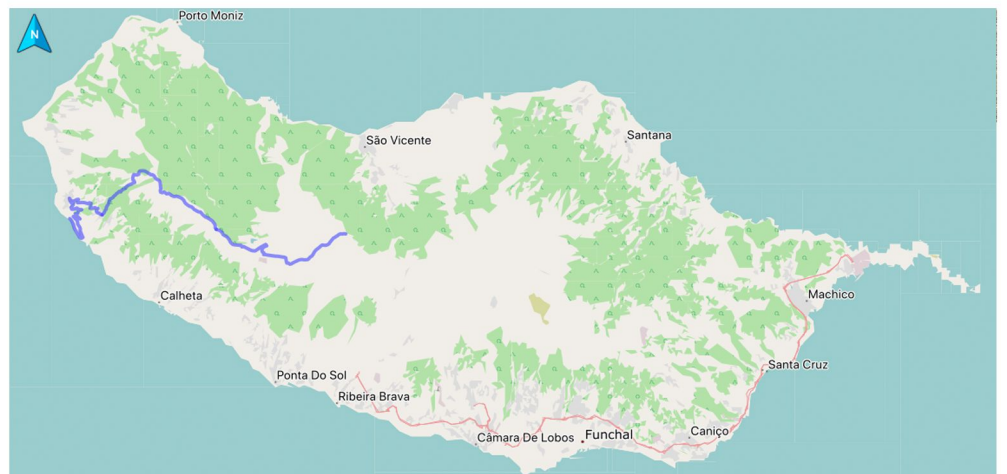 N
Porto Moniz
São Vicente
Santana
Calheta
Machico
Ponta Do Sol
Santa Cruz
Ribeira Brava
Caniço
Câmara De Lobos
Funchal